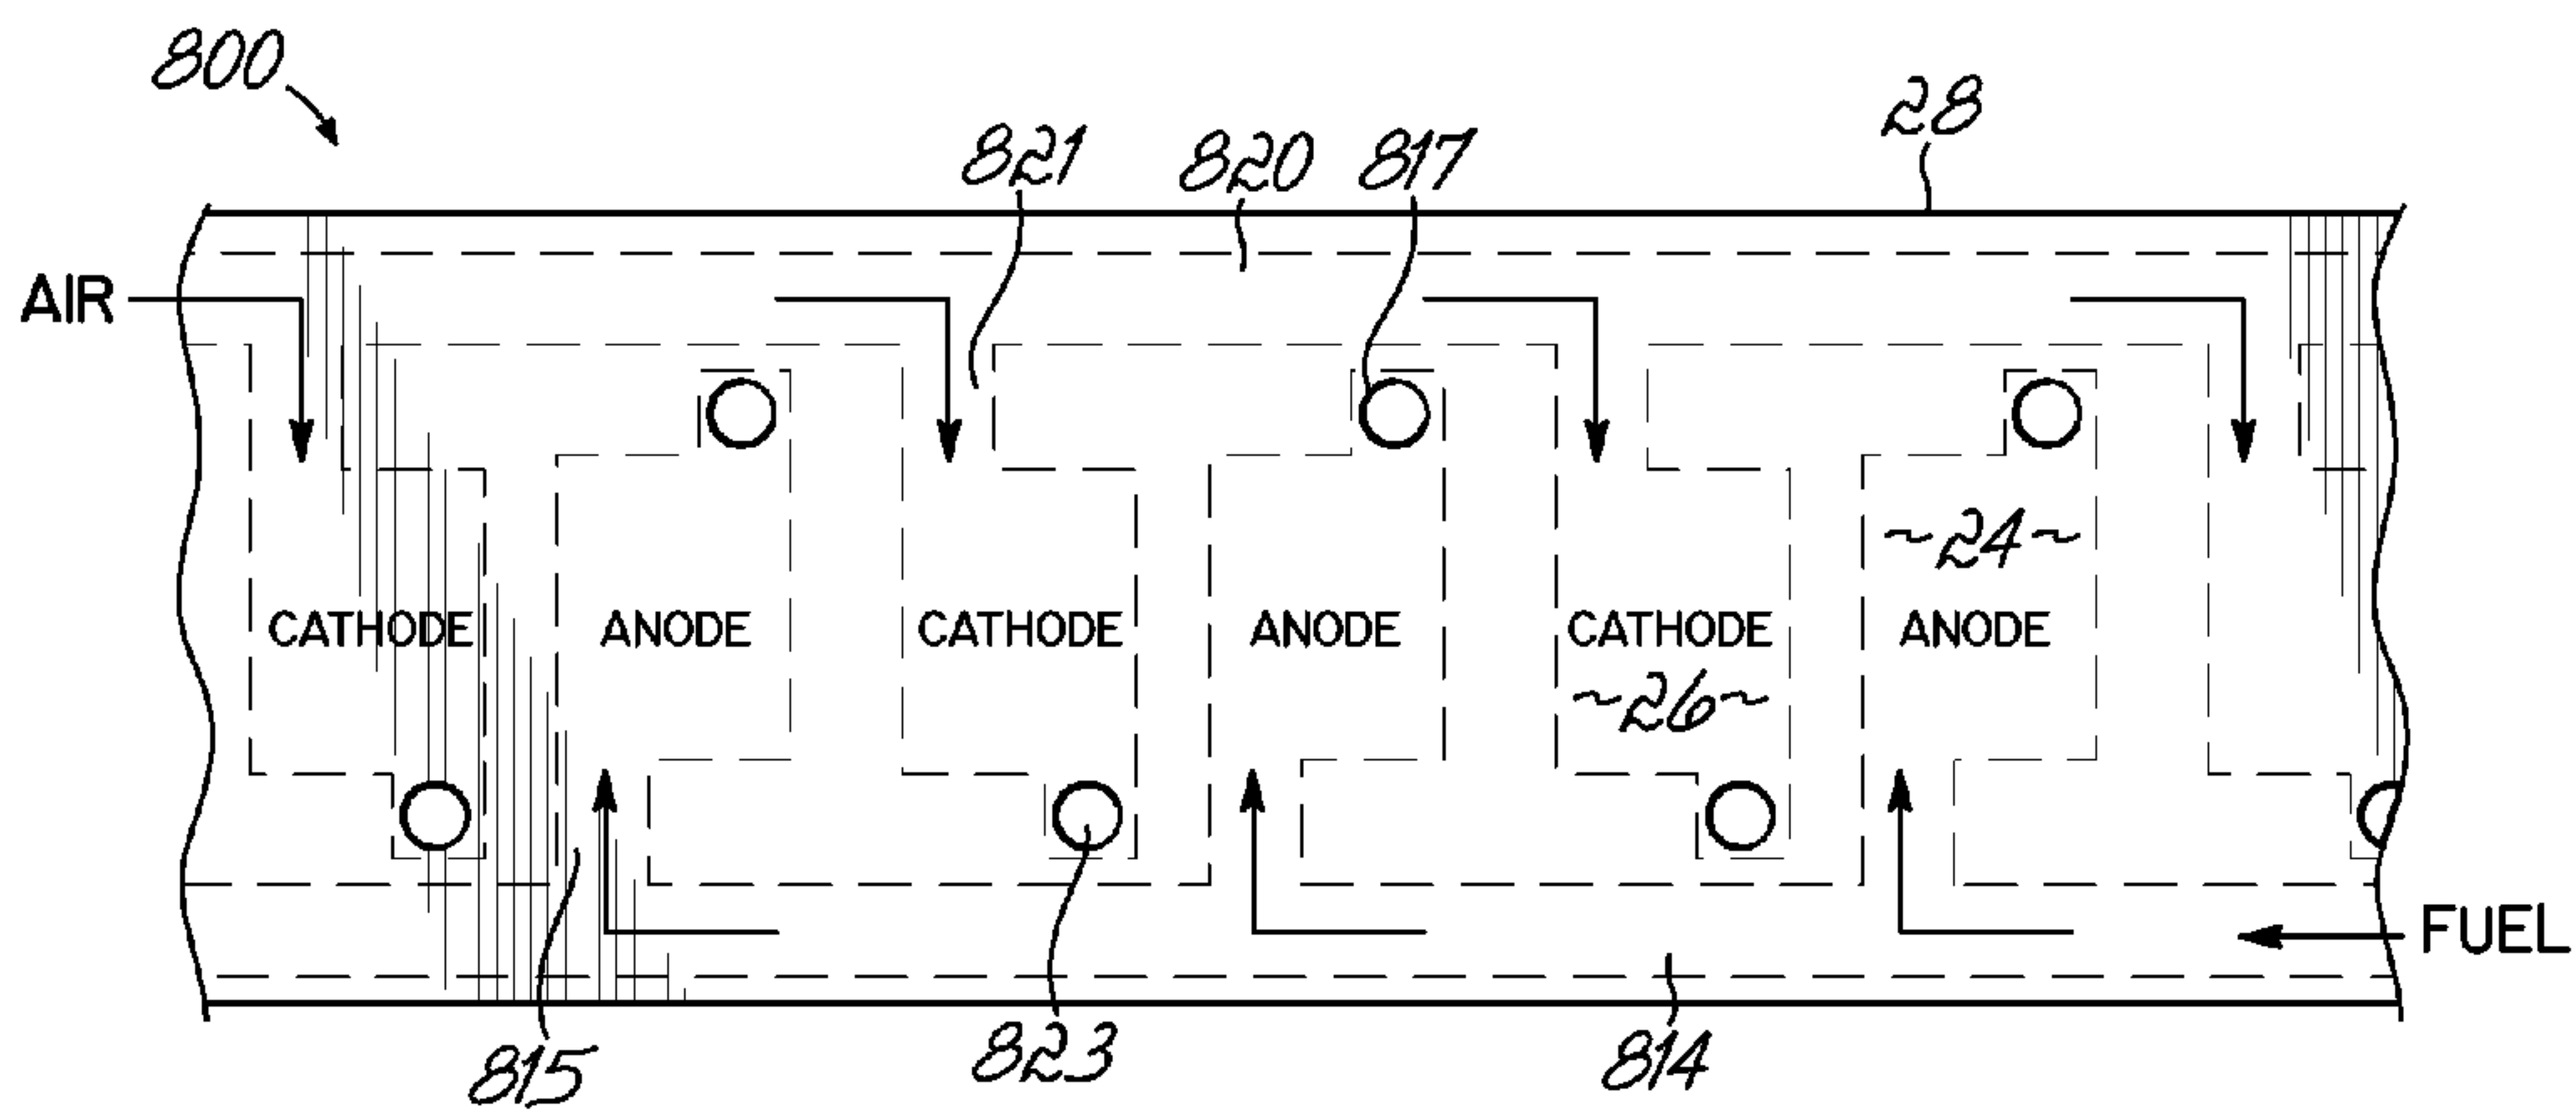 800
821
820
817
28
AIR
~24~
CATHODE
ANODE
CATHODE
ANODE
CATHODE
ANODE
~26~
FUEL
815
823
814